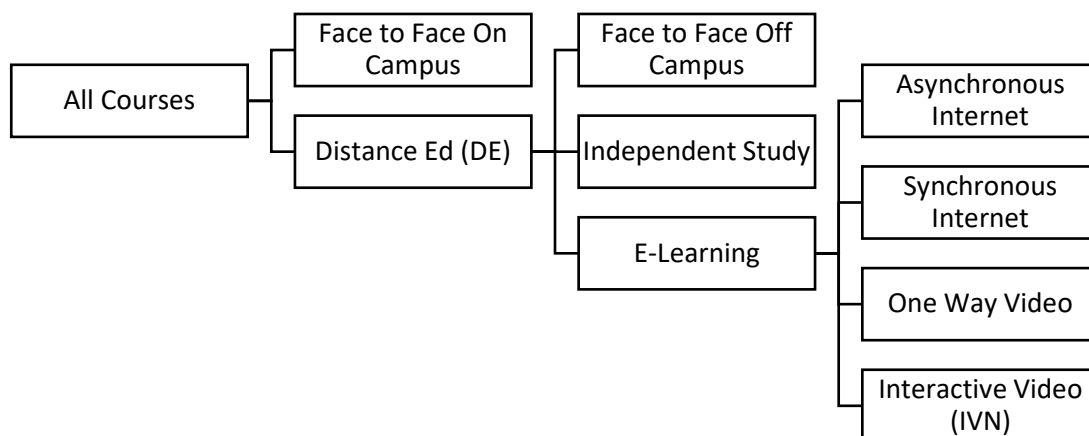 All Courses
Face to Face On
Campus
Distance Ed (DE)
Face to Face Off
Campus
Independent Study
E-Learning
Asynchronous
Internet
Synchronous
Internet
One Way Video
Interactive Video
(IVN)